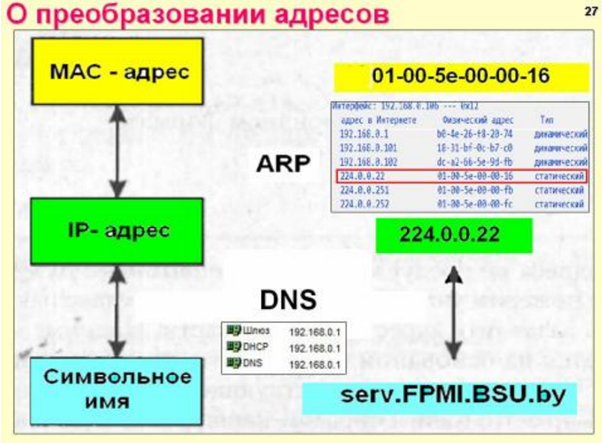 О преобразовании адресов
27
МАС - адрес
01-00-5e-00-00-16
Интерфейс: 192.168.0.106 --- 0x12
адрес в Интернете Физический адрес Тип
192.168.0.1 b0-4e-26-f8-20-74 динамический
192.168.0.101 18-31-bf-0c-b7-c0 динамический
192.168.0.102 dc-a2-66-5e-9d-fb динамический
224.0.0.22 01-00-5e-00-00-16 статический
224.0.0.251 01-00-5e-00-00-fb статический
224.0.0.252 01-00-5e-00-00-fc статический
ARP
IP- адрес
224.0.0.22
DNS
Шлюз 192.168.0.1
DHCP 192.168.0.1
DNS 192.168.0.1
Символьное
имя
serv.FPMI.BSU.by